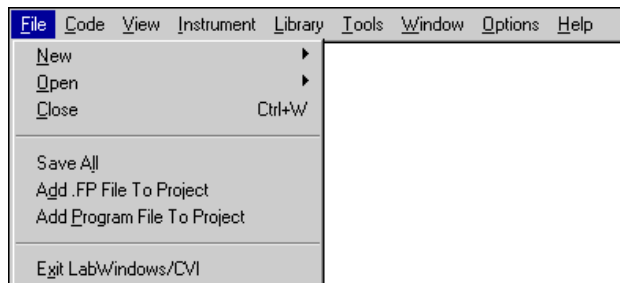 File Code View Instrument Library Tools Window Options Help
New
Open
Close Ctrl+W
Save All
Add .FP File To Project
Add Program File To Project
Exit LabWindows/CVI